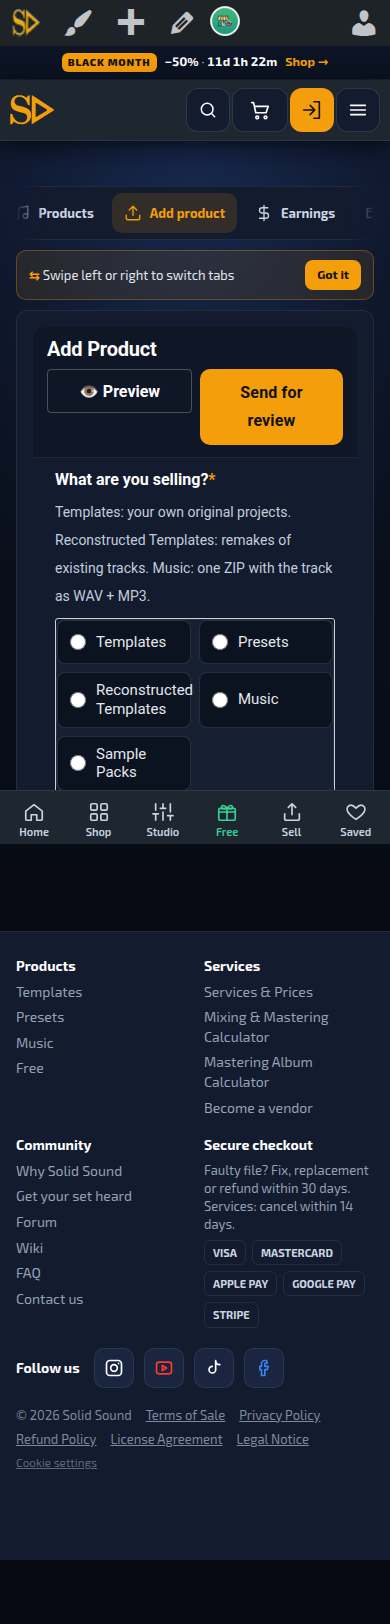 BLACK MONTH −50% · 11d 1h 22m Shop →
Products Add product Earnings
⇆ Swipe left or right to switch tabs Got it
Add Product
Preview
Send for
review
What are you selling?*
Templates: your own original projects.
Reconstructed Templates: remakes of
existing tracks. Music: one ZIP with the track
as WAV + MP3.
Templates Presets
Reconstructed
Templates
Music
Sample
Packs
Home Shop Studio Free Sell Saved
Products
Templates
Presets
Music
Free
Services
Services & Prices
Mixing & Mastering
Calculator
Mastering Album
Calculator
Become a vendor
Community
Why Solid Sound
Get your set heard
Forum
Wiki
FAQ
Contact us
Secure checkout
Faulty file? Fix, replacement
or refund within 30 days.
Services: cancel within 14
days.
VISA MASTERCARD
APPLE PAY GOOGLE PAY
STRIPE
Follow us
© 2026 Solid Sound Terms of Sale Privacy Policy
Refund Policy License Agreement Legal Notice
Cookie settings